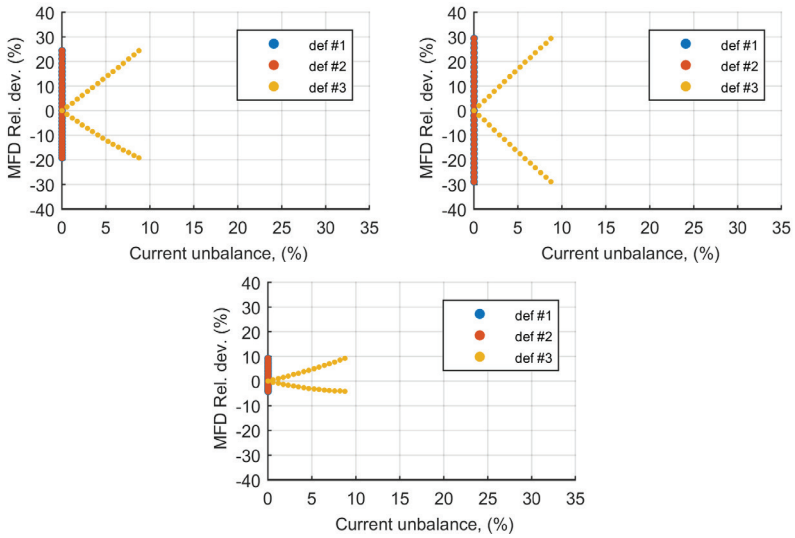 40
30
20
10
0
-10
-20
-30
-40
MFD Rel. dev. (%)
def #1
def #2
def #3
0 5 10 15 20 25 30 35
Current unbalance, (%)
40
30
20
10
0
-10
-20
-30
-40
MFD Rel. dev. (%)
def #1
def #2
def #3
0 5 10 15 20 25 30 35
Current unbalance, (%)
40
30
20
10
0
-10
-20
-30
-40
MFD Rel. dev. (%)
def #1
def #2
def #3
0 5 10 15 20 25 30 35
Current unbalance, (%)